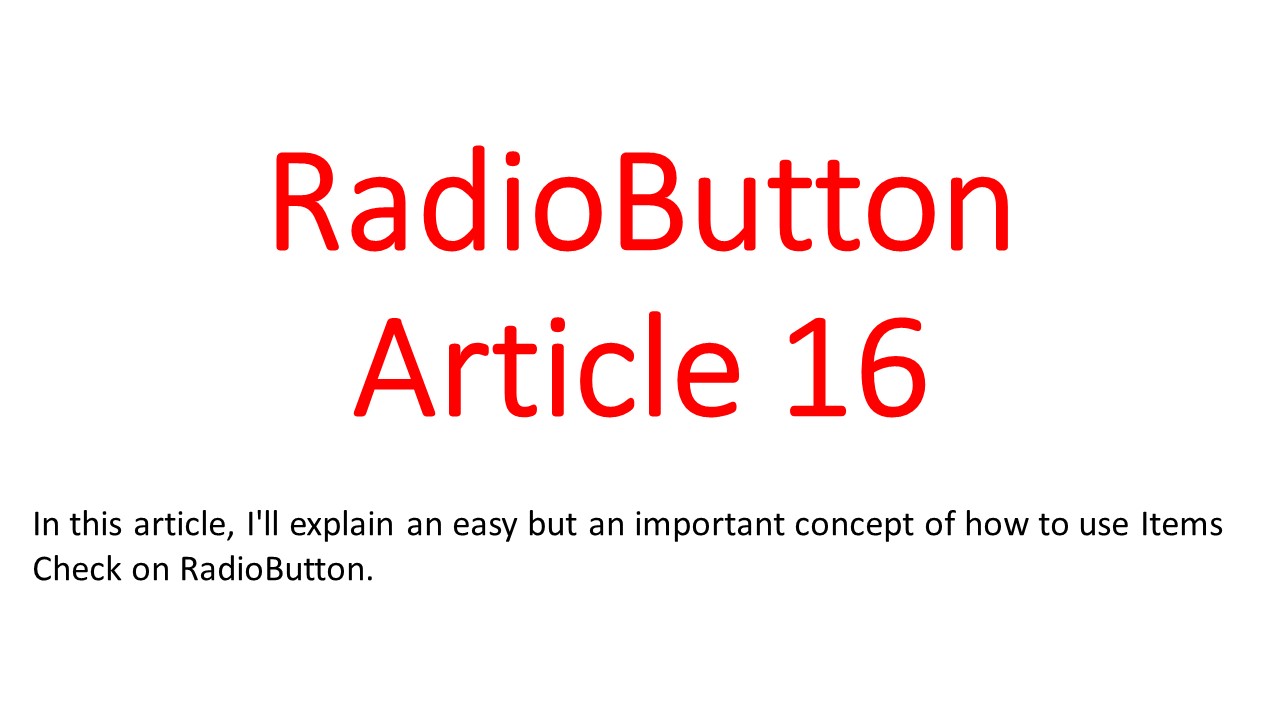 RadioButton
Article 16
In this article, I'll explain an easy but an important concept of how to use Items
Check on RadioButton.